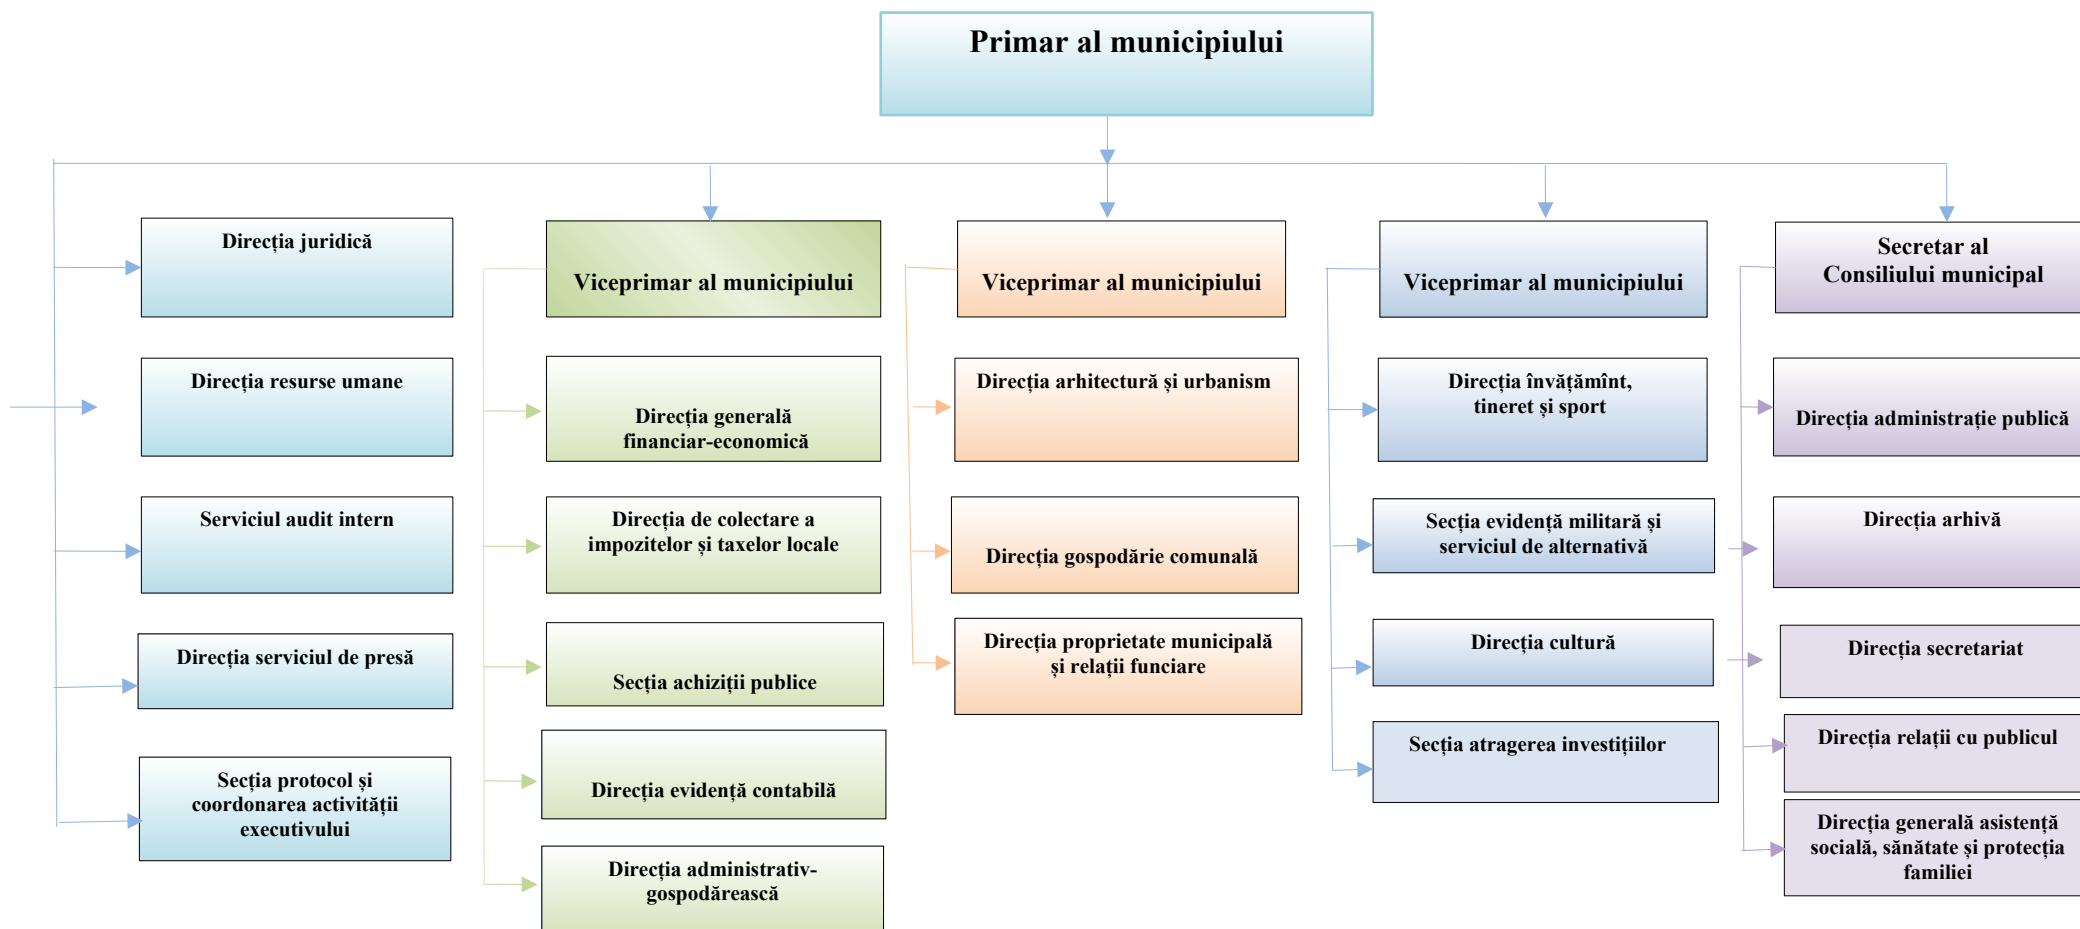 Primar al municipiului
Direcția juridică
Direcția resurse umane
Serviciul audit intern
Direcția serviciul de presă
Secția protocol și
coordonarea activității
executivului
Viceprimar al municipiului
Direcția generală
financiar-economică
Direcția de colectare a
impozitelor și taxelor locale
Secția achiziții publice
Direcția evidență contabilă
Direcția administrativ-
gospodărească
Viceprimar al municipiului
Direcția arhitectură și urbanism
Direcția gospodărie comunală
Direcția proprietate municipală
și relații funciare
Viceprimar al municipiului
Direcția învățămînt,
tineret și sport
Secția evidență militară și
serviciul de alternativă
Direcția cultură
Secția atragerea investițiilor
Secretar al
Consiliului municipal
Direcția administrație publică
Direcția arhivă
Direcția secretariat
Direcția relații cu publicul
Direcția generală asistență
socială, sănătate și protecția
familiei